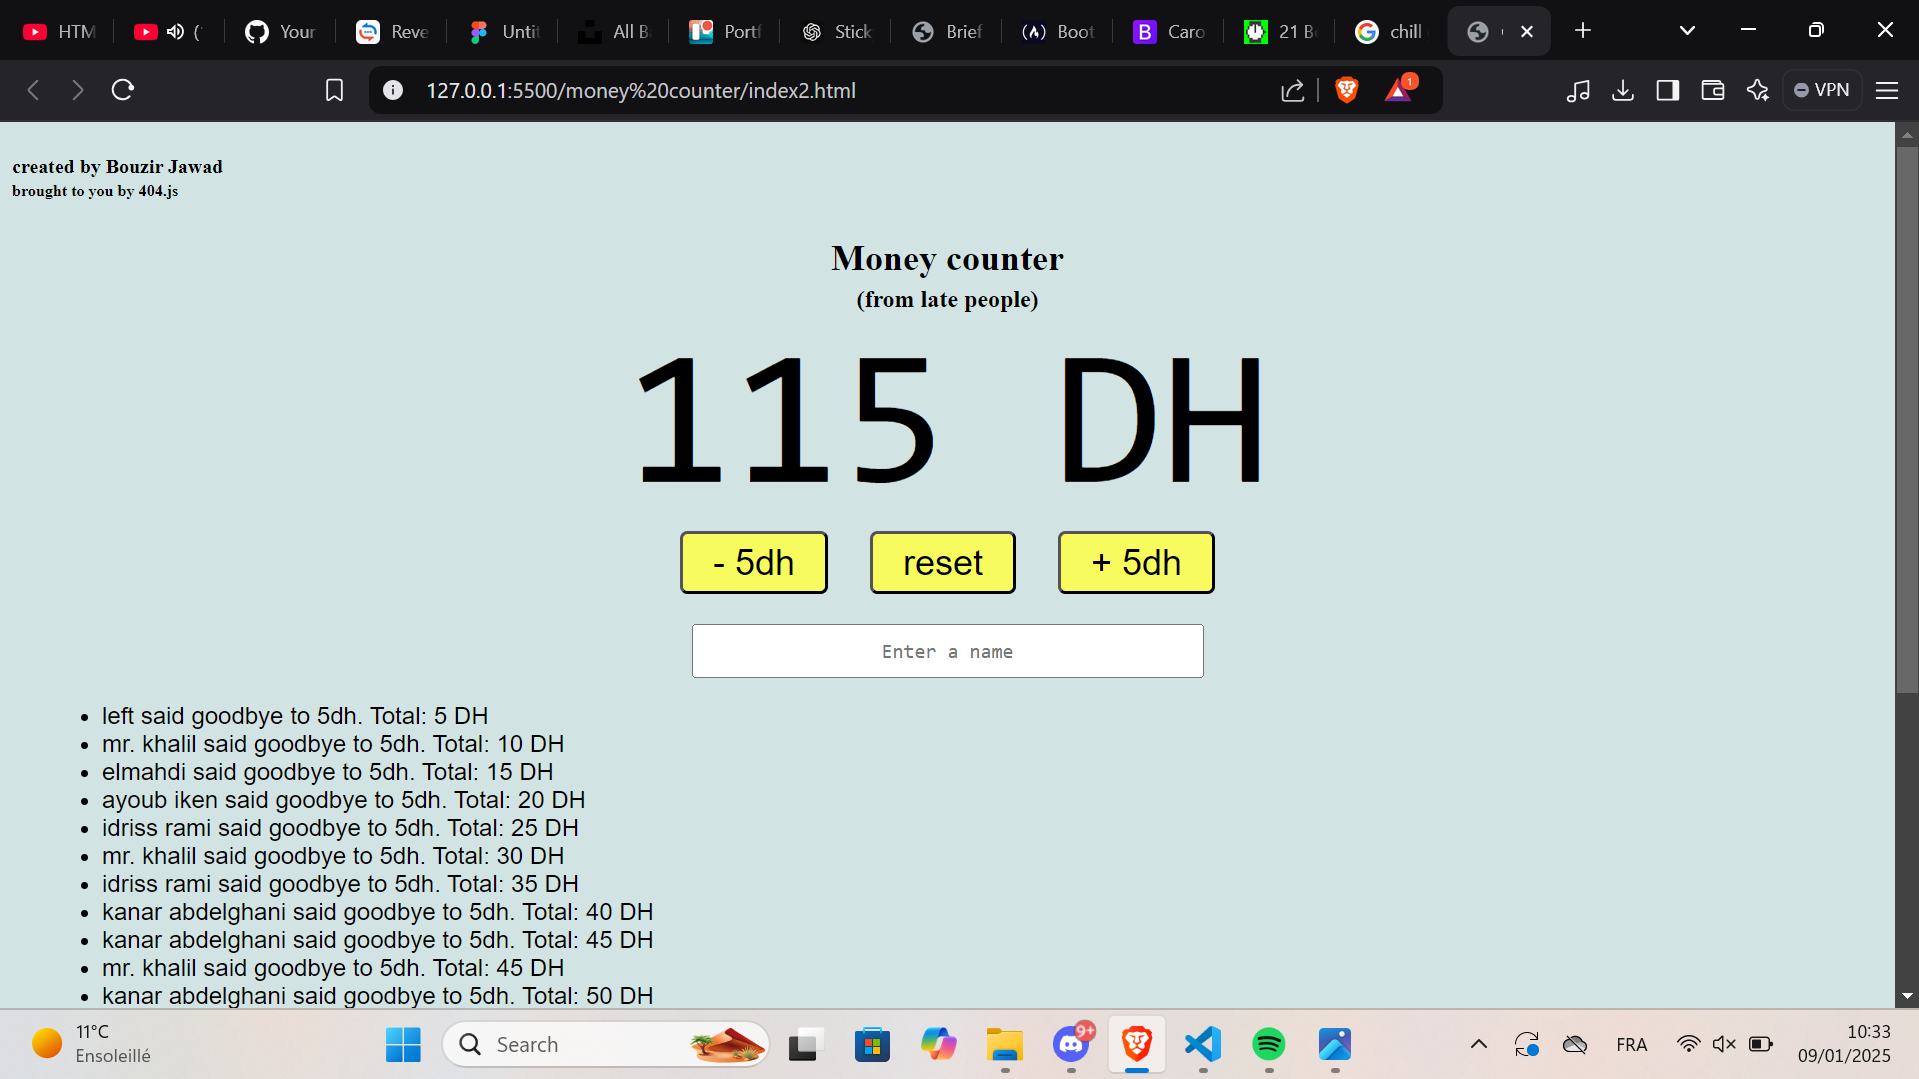 HTM
(
Your
Reve
Untit
All B
Portf
Stick
Brief
Boot
Caro
21 B
chill
127.0.0.1:5500/money%20counter/index2.html
1
VPN
created by Bouzir Jawad
brought to you by 404.js
Money counter
(from late people)
115 DH
- 5dh
reset
+ 5dh
Enter a name
left said goodbye to 5dh. Total: 5 DH
mr. khalil said goodbye to 5dh. Total: 10 DH
elmahdi said goodbye to 5dh. Total: 15 DH
ayoub iken said goodbye to 5dh. Total: 20 DH
idriss rami said goodbye to 5dh. Total: 25 DH
mr. khalil said goodbye to 5dh. Total: 30 DH
idriss rami said goodbye to 5dh. Total: 35 DH
kanar abdelghani said goodbye to 5dh. Total: 40 DH
kanar abdelghani said goodbye to 5dh. Total: 45 DH
mr. khalil said goodbye to 5dh. Total: 45 DH
kanar abdelghani said goodbye to 5dh. Total: 50 DH
11°C
Ensoleillé
Search
9+
FRA
10:33
09/01/2025